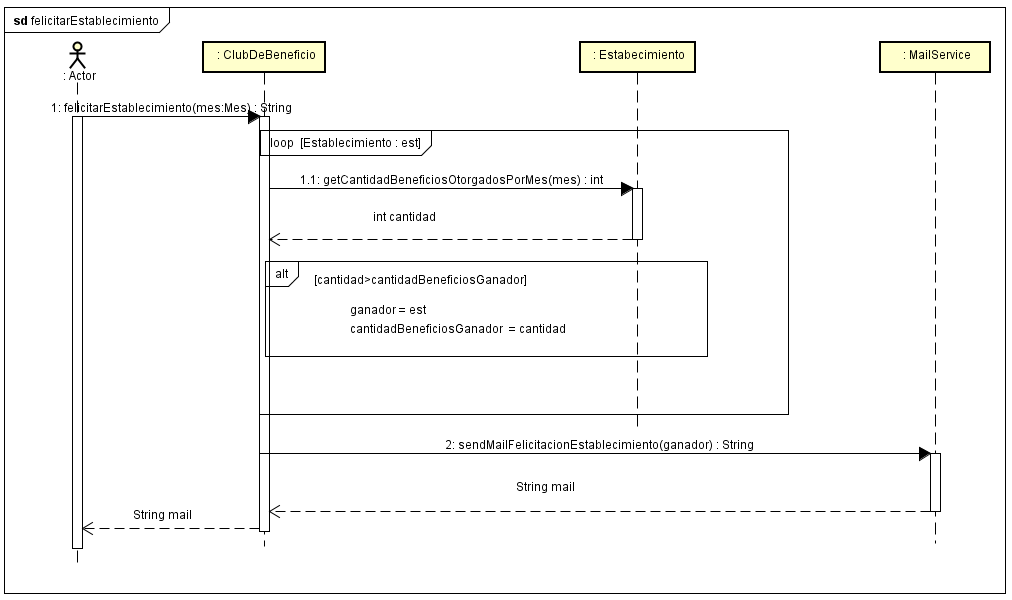 sd felicitarEstablecimiento
: Actor
: ClubDeBeneficio
: Estabecimiento
: MailService
1: felicitarEstablecimiento(mes:Mes) : String
loop [Establecimiento : est]
1.1: getCantidadBeneficiosOtorgadosPorMes(mes) : int
int cantidad
alt [cantidad>cantidadBeneficiosGanador]
ganador = est
cantidadBeneficiosGanador = cantidad
2: sendMailFelicitacionEstablecimiento(ganador) : String
String mail
String mail